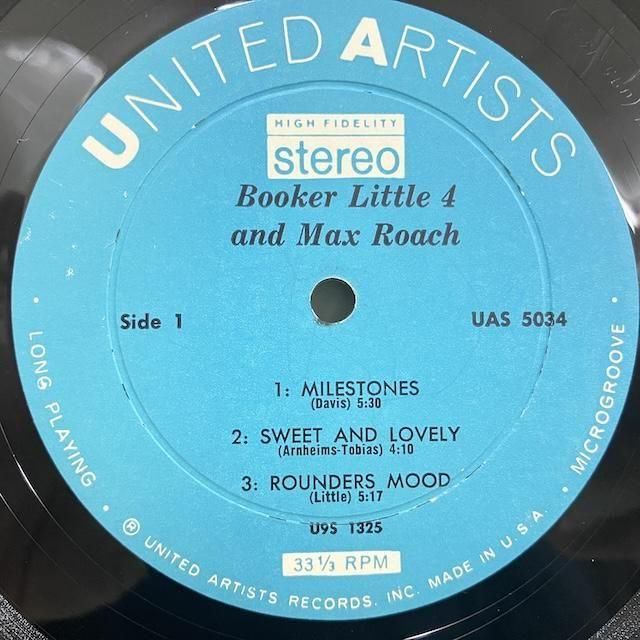 UNITED ARTISTS
HIGH FIDELITY
stereo
Booker Little 4
and Max Roach
Side 1
UAS 5034
1: MILESTONES
(Davis) 5:30
2: SWEET AND LOVELY
(Arnheims-Tobias) 4:10
3: ROUNDERS MOOD
(Little) 5:17
U9S 1325
33 1/3 RPM
• LONG PLAYING •
® UNITED ARTISTS RECORDS, INC. MADE IN U.S.A.
• MICROGROOVE •